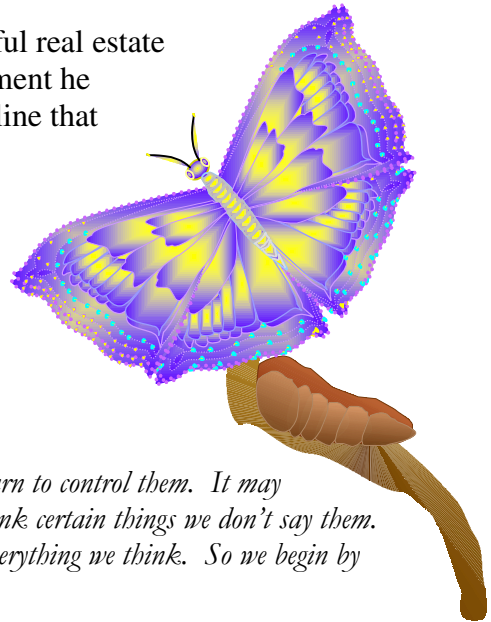 ful real estate
ment he
line that
rn to control them.  It may
nk certain things we don't say them.
verything we think.  So we begin by